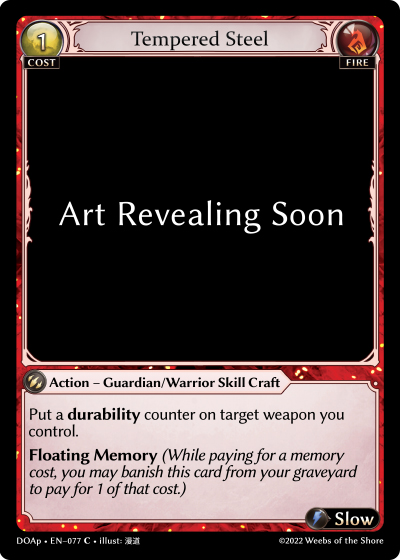 1
Tempered Steel
COST
FIRE
Art Revealing Soon
Action – Guardian/Warrior Skill Craft
Put a durability counter on target weapon you
control.
Floating Memory (While paying for a memory
cost, you may banish this card from your graveyard
to pay for 1 of that cost.)
Slow
DOAp • EN–077 C • illust: 漫道
©2022 Weebs of the Shore